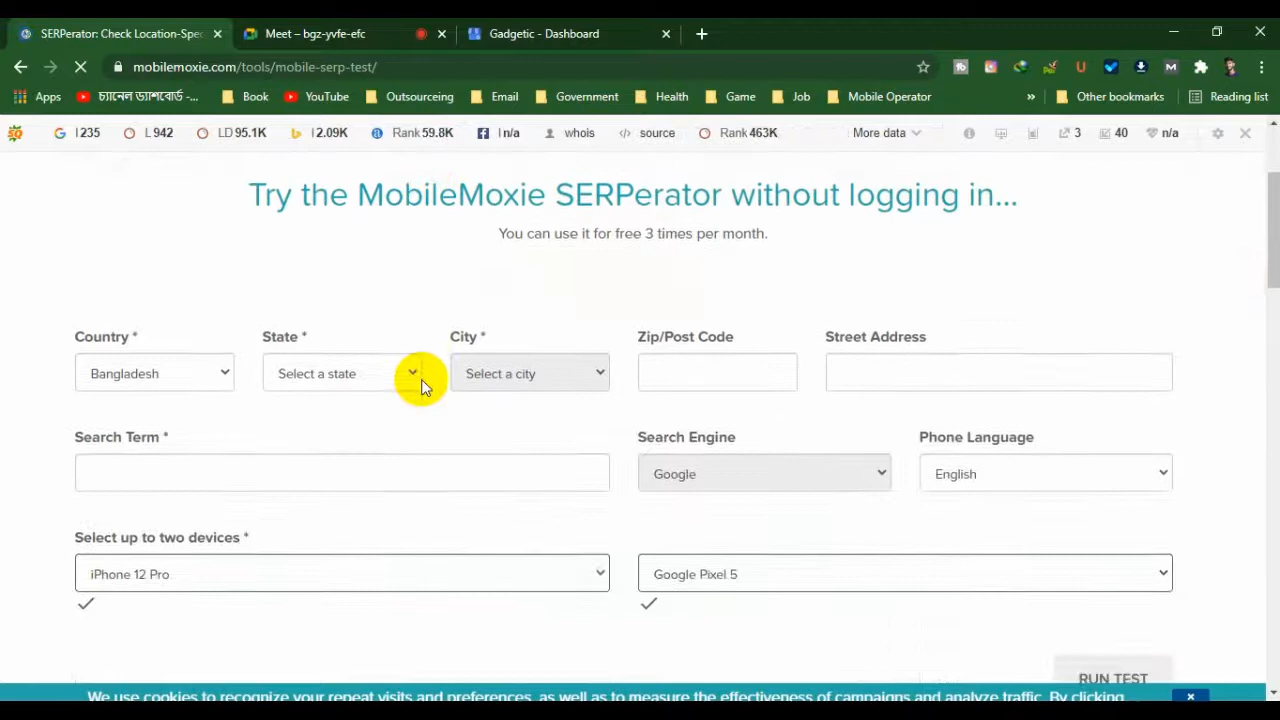 SERPerator: Check Location-Spec
Meet – bgz-yvfe-efc
Gadgetic - Dashboard
mobilemoxie.com/tools/mobile-serp-test/
Apps
চ্যানেল ড্যাশবোর্ড -...
Book
YouTube
Outsourceing
Email
Government
Health
Game
Job
Mobile Operator
»
Other bookmarks
Reading list
I 235
L 942
LD 95.1K
I 2.09K
Rank 59.8K
I n/a
whois
source
Rank 463K
More data
3
40
n/a
Try the MobileMoxie SERPerator without logging in...
You can use it for free 3 times per month.
Country *
State *
City *
Zip/Post Code
Street Address
Bangladesh
Select a state
Select a city
Search Term *
Search Engine
Phone Language
Google
English
Select up to two devices *
iPhone 12 Pro
Google Pixel 5
RUN TEST
We use cookies to recognize your repeat visits and preferences, as well as to measure the effectiveness of campaigns and analyze traffic. By clicking